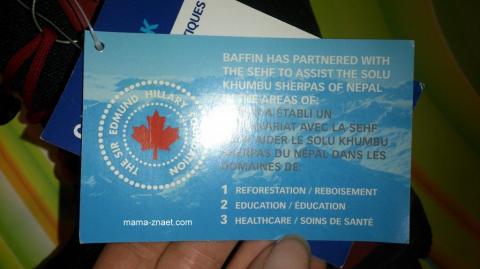 TIQUES
BAFFIN HAS PARTNERED WITH
THE SEHF TO ASSIST THE SOLU
KHUMBU SHERPAS OF NEPAL
IN THE AREAS OF:
ÉTABLI UN
AVEC LA SEHF
LE SOLU KHUMBU
SHERPAS DU NÉPAL DANS LES
DOMAINES DE:
THE SIR EDMUND HILLARY FOUNDATION
1 REFORESTATION / REBOISEMENT
2 EDUCATION / ÉDUCATION
3 HEALTHCARE / SOINS DE SANTÉ
mama-znaet.com